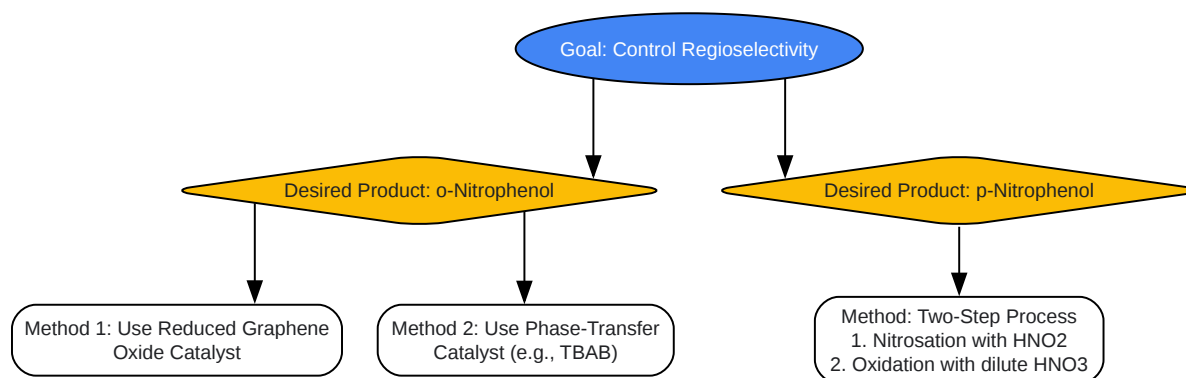 Goal: Control Regioselectivity
Desired Product: o-Nitrophenol
Desired Product: p-Nitrophenol
Method 1: Use Reduced Graphene
Oxide Catalyst
Method 2: Use Phase-Transfer
Catalyst (e.g., TBAB)
Method: Two-Step Process
1. Nitrosation with HNO2
2. Oxidation with dilute HNO3